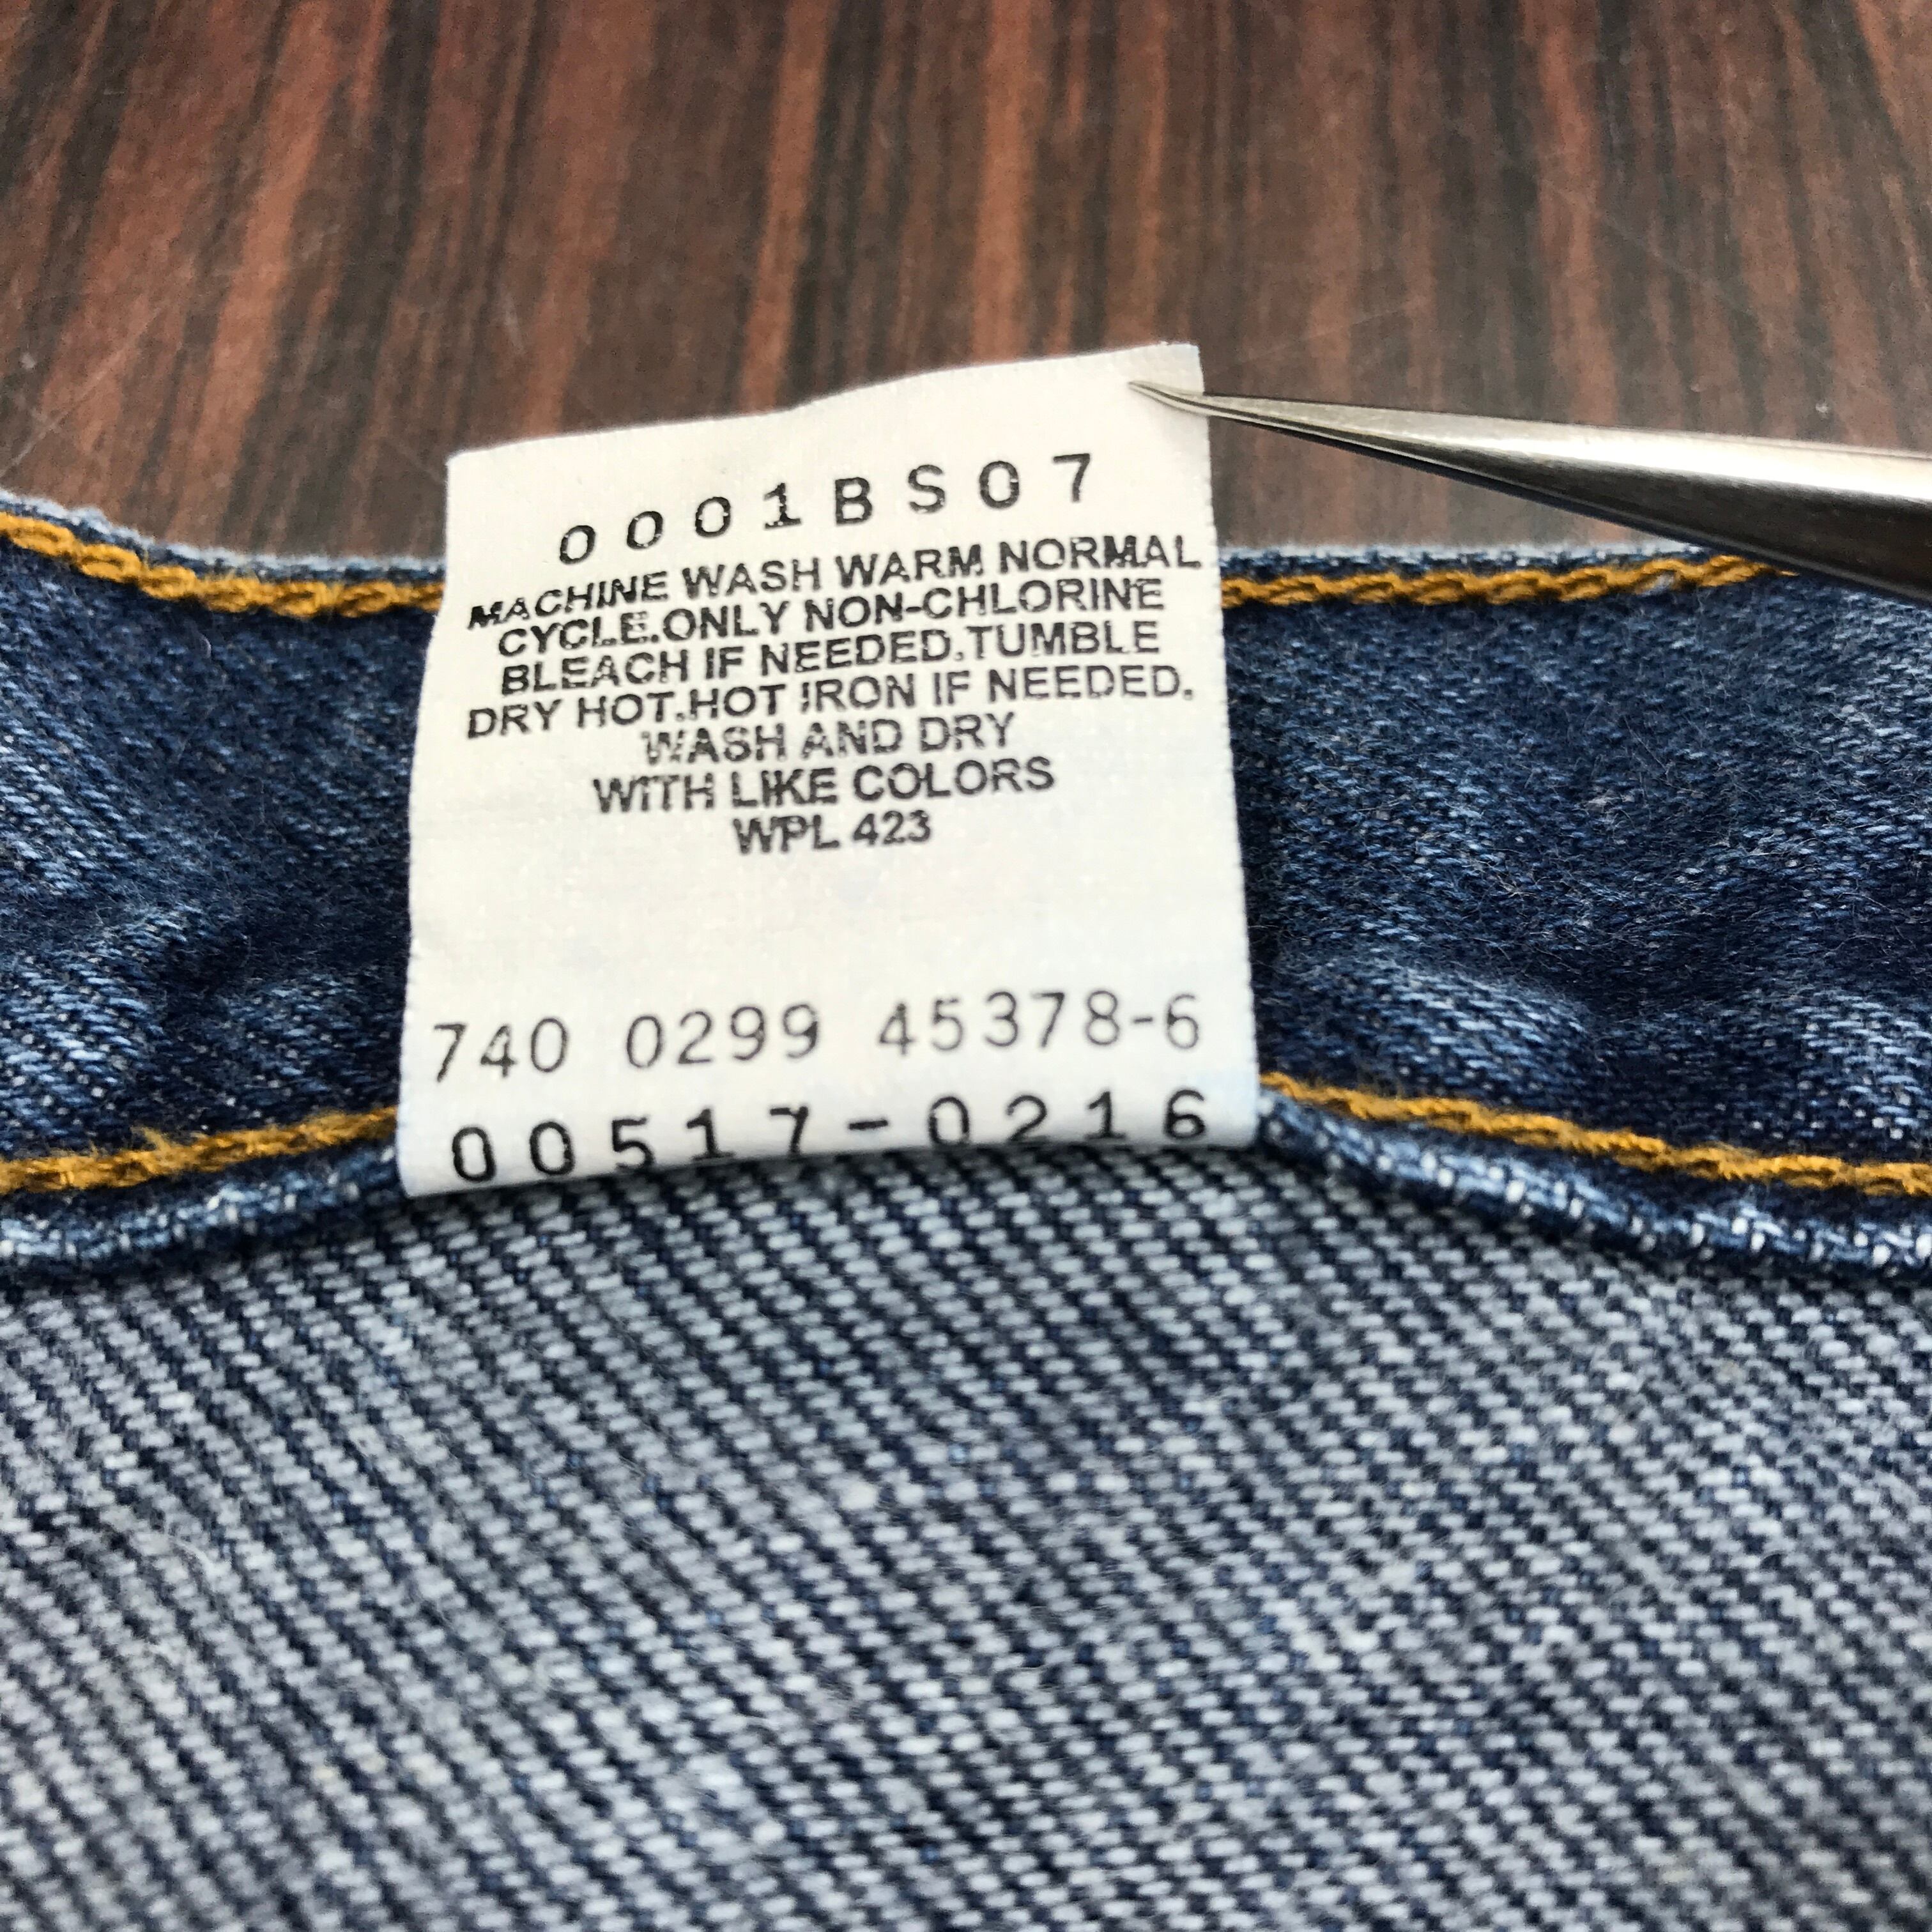 0001BS07
MACHINE WASH WARM NORMAL
CYCLE.ONLY NON-CHLORINE
BLEACH IF NEEDED.TUMBLE
DRY HOT.HOT IRON IF NEEDED.
WASH AND DRY
WITH LIKE COLORS
WPL 423
740 0299 45378-6
00517-0216